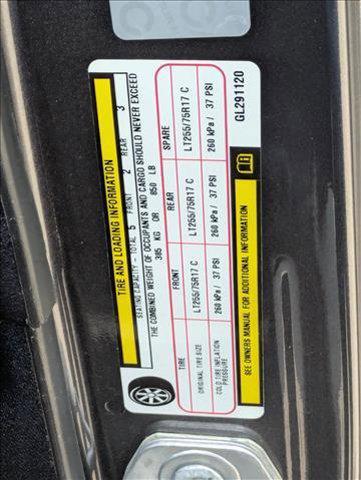 TIRE AND LOADING INFORMATION
SEATING CAPACITY - TOTAL 5 FRONT 2 REAR 3
THE COMBINED WEIGHT OF OCCUPANTS AND CARGO SHOULD NEVER EXCEED
385 KG OR 850 LB
TIRE FRONT REAR SPARE
ORIGINAL TIRE SIZE LT255/75R17 C LT255/75R17 C LT255/75R17 C
COLD TIRE INFLATION PRESSURE 260 kPa / 37 PSI 260 kPa / 37 PSI 260 kPa / 37 PSI
SEE OWNERS MANUAL FOR ADDITIONAL INFORMATION
GL291120